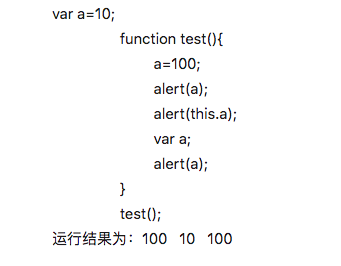 var a=10;
function test(){
a=100;
alert(a);
alert(this.a);
var a;
alert(a);
}
test();
运行结果为：100 10 100